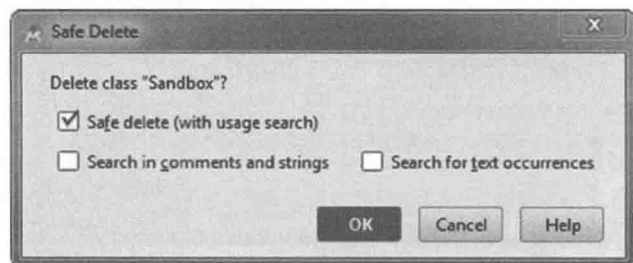 Safe Delete
Delete class "Sandbox"?
Safe delete (with usage search)
Search in comments and strings Search for text occurrences
OK Cancel Help